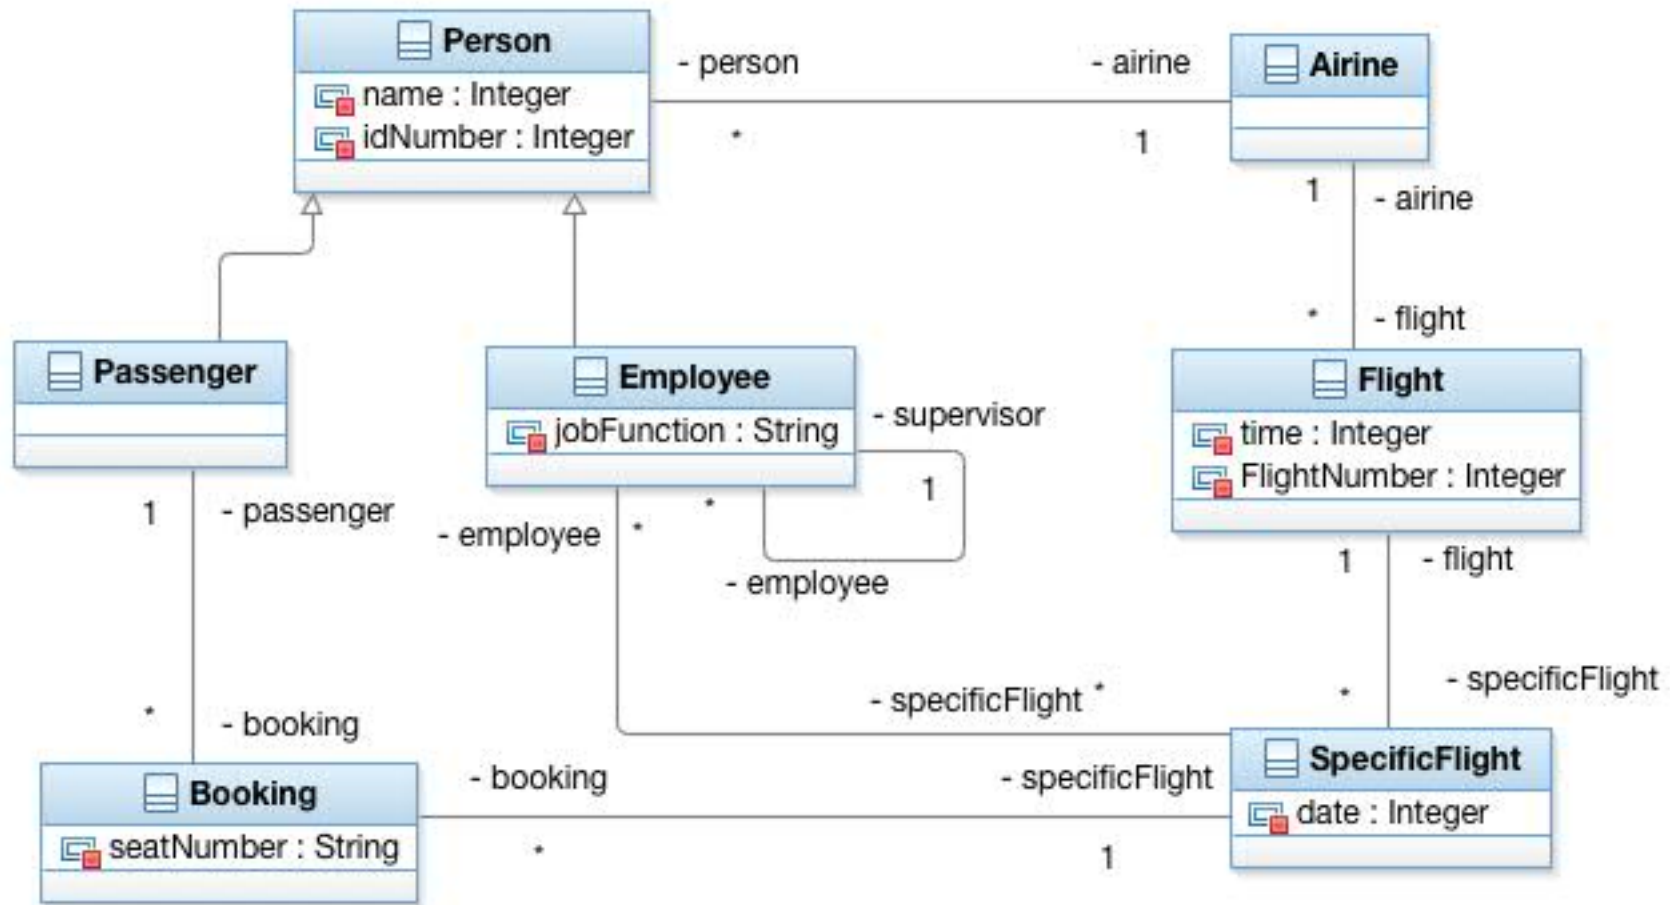 Person
name : Integer
idNumber : Integer
- person
*
- airine
1
Airine
1
- airine
*
- flight
Passenger
Employee
jobFunction : String
- supervisor
1
*
- employee
Flight
time : Integer
FlightNumber : Integer
1
- passenger
- employee
*
1
- flight
*
- booking
- specificFlight
*
*
- specificFlight
Booking
seatNumber : String
- booking
*
- specificFlight
1
SpecificFlight
date : Integer